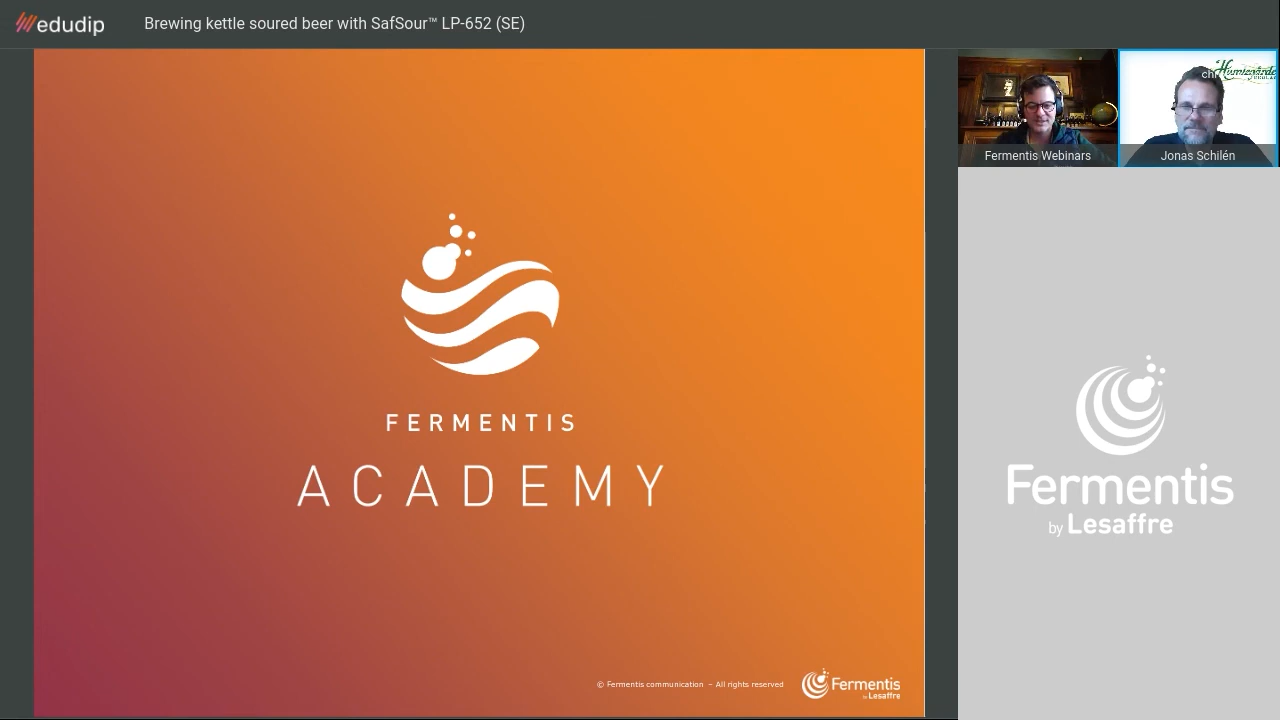 edudip
Brewing kettle soured beer with SafSour™ LP-652 (SE)
FERMENTIS
ACADEMY
© Fermentis communication – All rights reserved
Fermentis
by Lesaffre
Fermentis Webinars
Jonas Schilén
Fermentis
by Lesaffre